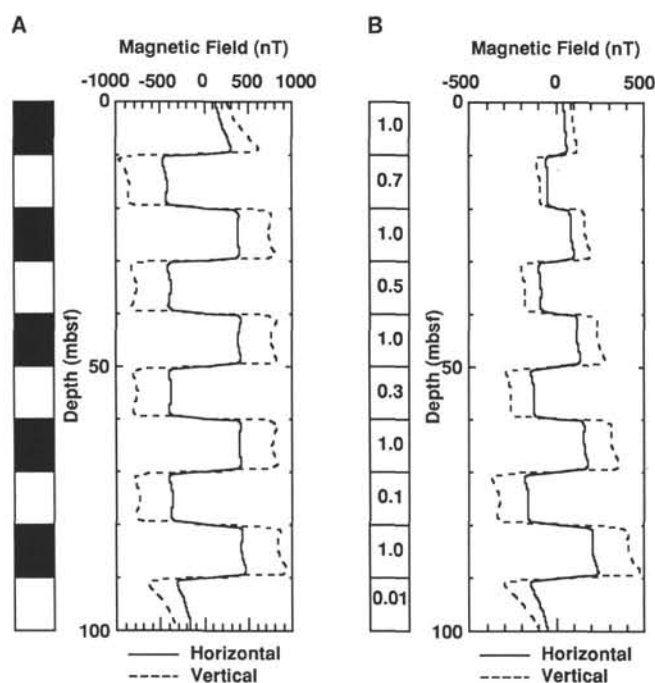 A
Magnetic Field (nT)
-1000 -500 0 500 1000
0
50
100
Depth (mbsf)
Horizontal
Vertical
B
Magnetic Field (nT)
-500 0 500
0
1.0
0.7
1.0
0.5
1.0
0.3
1.0
0.1
1.0
0.01
50
100
Depth (mbsf)
Horizontal
Vertical